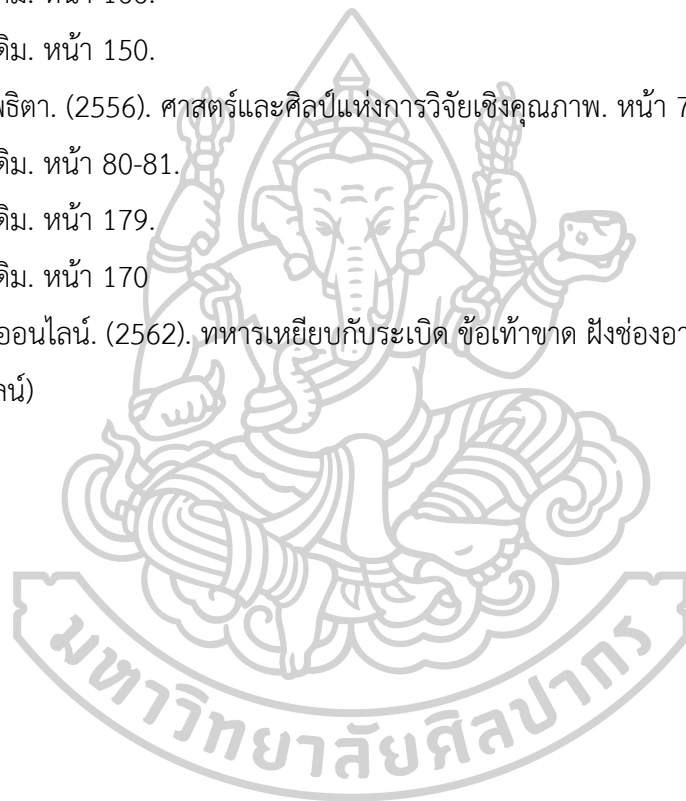 ดิม. หน้า 150.
พธิตา. (2556). ศาสตร์และศิลป์แห่งการวิจัยเชิงคุณภาพ. หน้า 7
ดิม. หน้า 80-81.
ดิม. หน้า 179.
ดิม. หน้า 170
ออนไลน์. (2562). ทหารเหยียบกับระเบิด ข้อเท้าขาด ฝังช่องอา
ลน์)
มหาวิทยาลัยศิลปากร